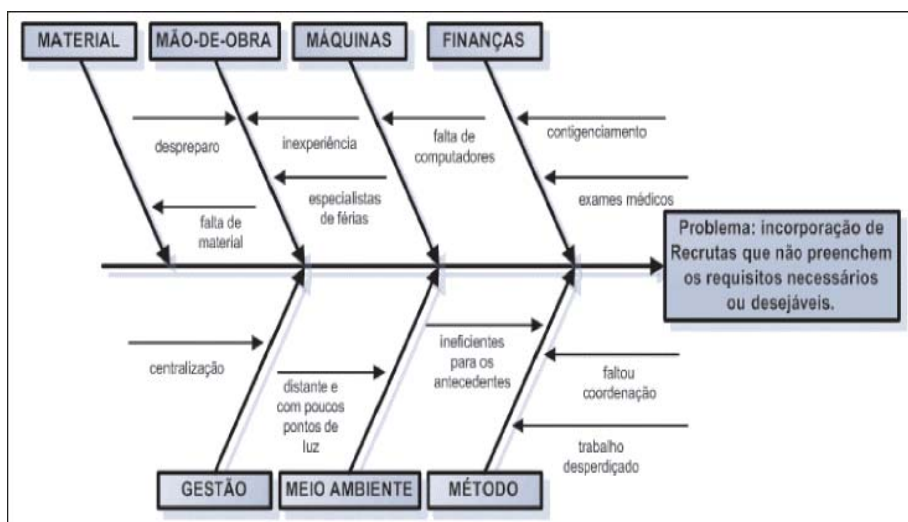 MATERIAL
MÃO-DE-OBRA
MÁQUINAS
FINANÇAS
despreparo
inexperiência
falta de
computadores
contigenciamento
falta de
material
especialistas
de férias
exames médicos
Problema: incorporação de
Recrutas que não preenchem
os requisitos necessários
ou desejáveis.
centralização
distante e
com poucos
pontos de
luz
ineficientes
para os
antecedentes
faltou
coordenação
trabalho
desperdiçado
GESTÃO
MEIO AMBIENTE
MÉTODO